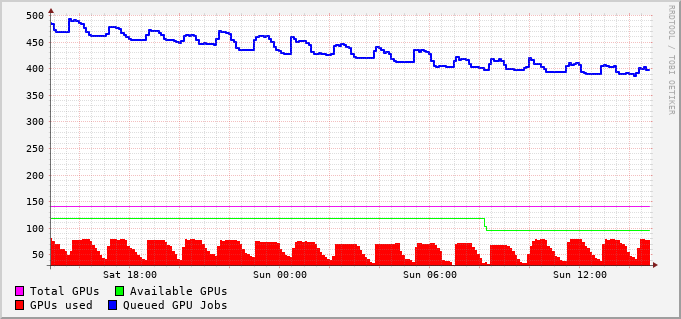 500
450
400
350
300
250
200
150
100
50
Sat 18:00 Sun 00:00 Sun 06:00 Sun 12:00
Total GPUs Available GPUs
GPUs used Queued GPU Jobs
RRDTOOL / TOBI OETIKER